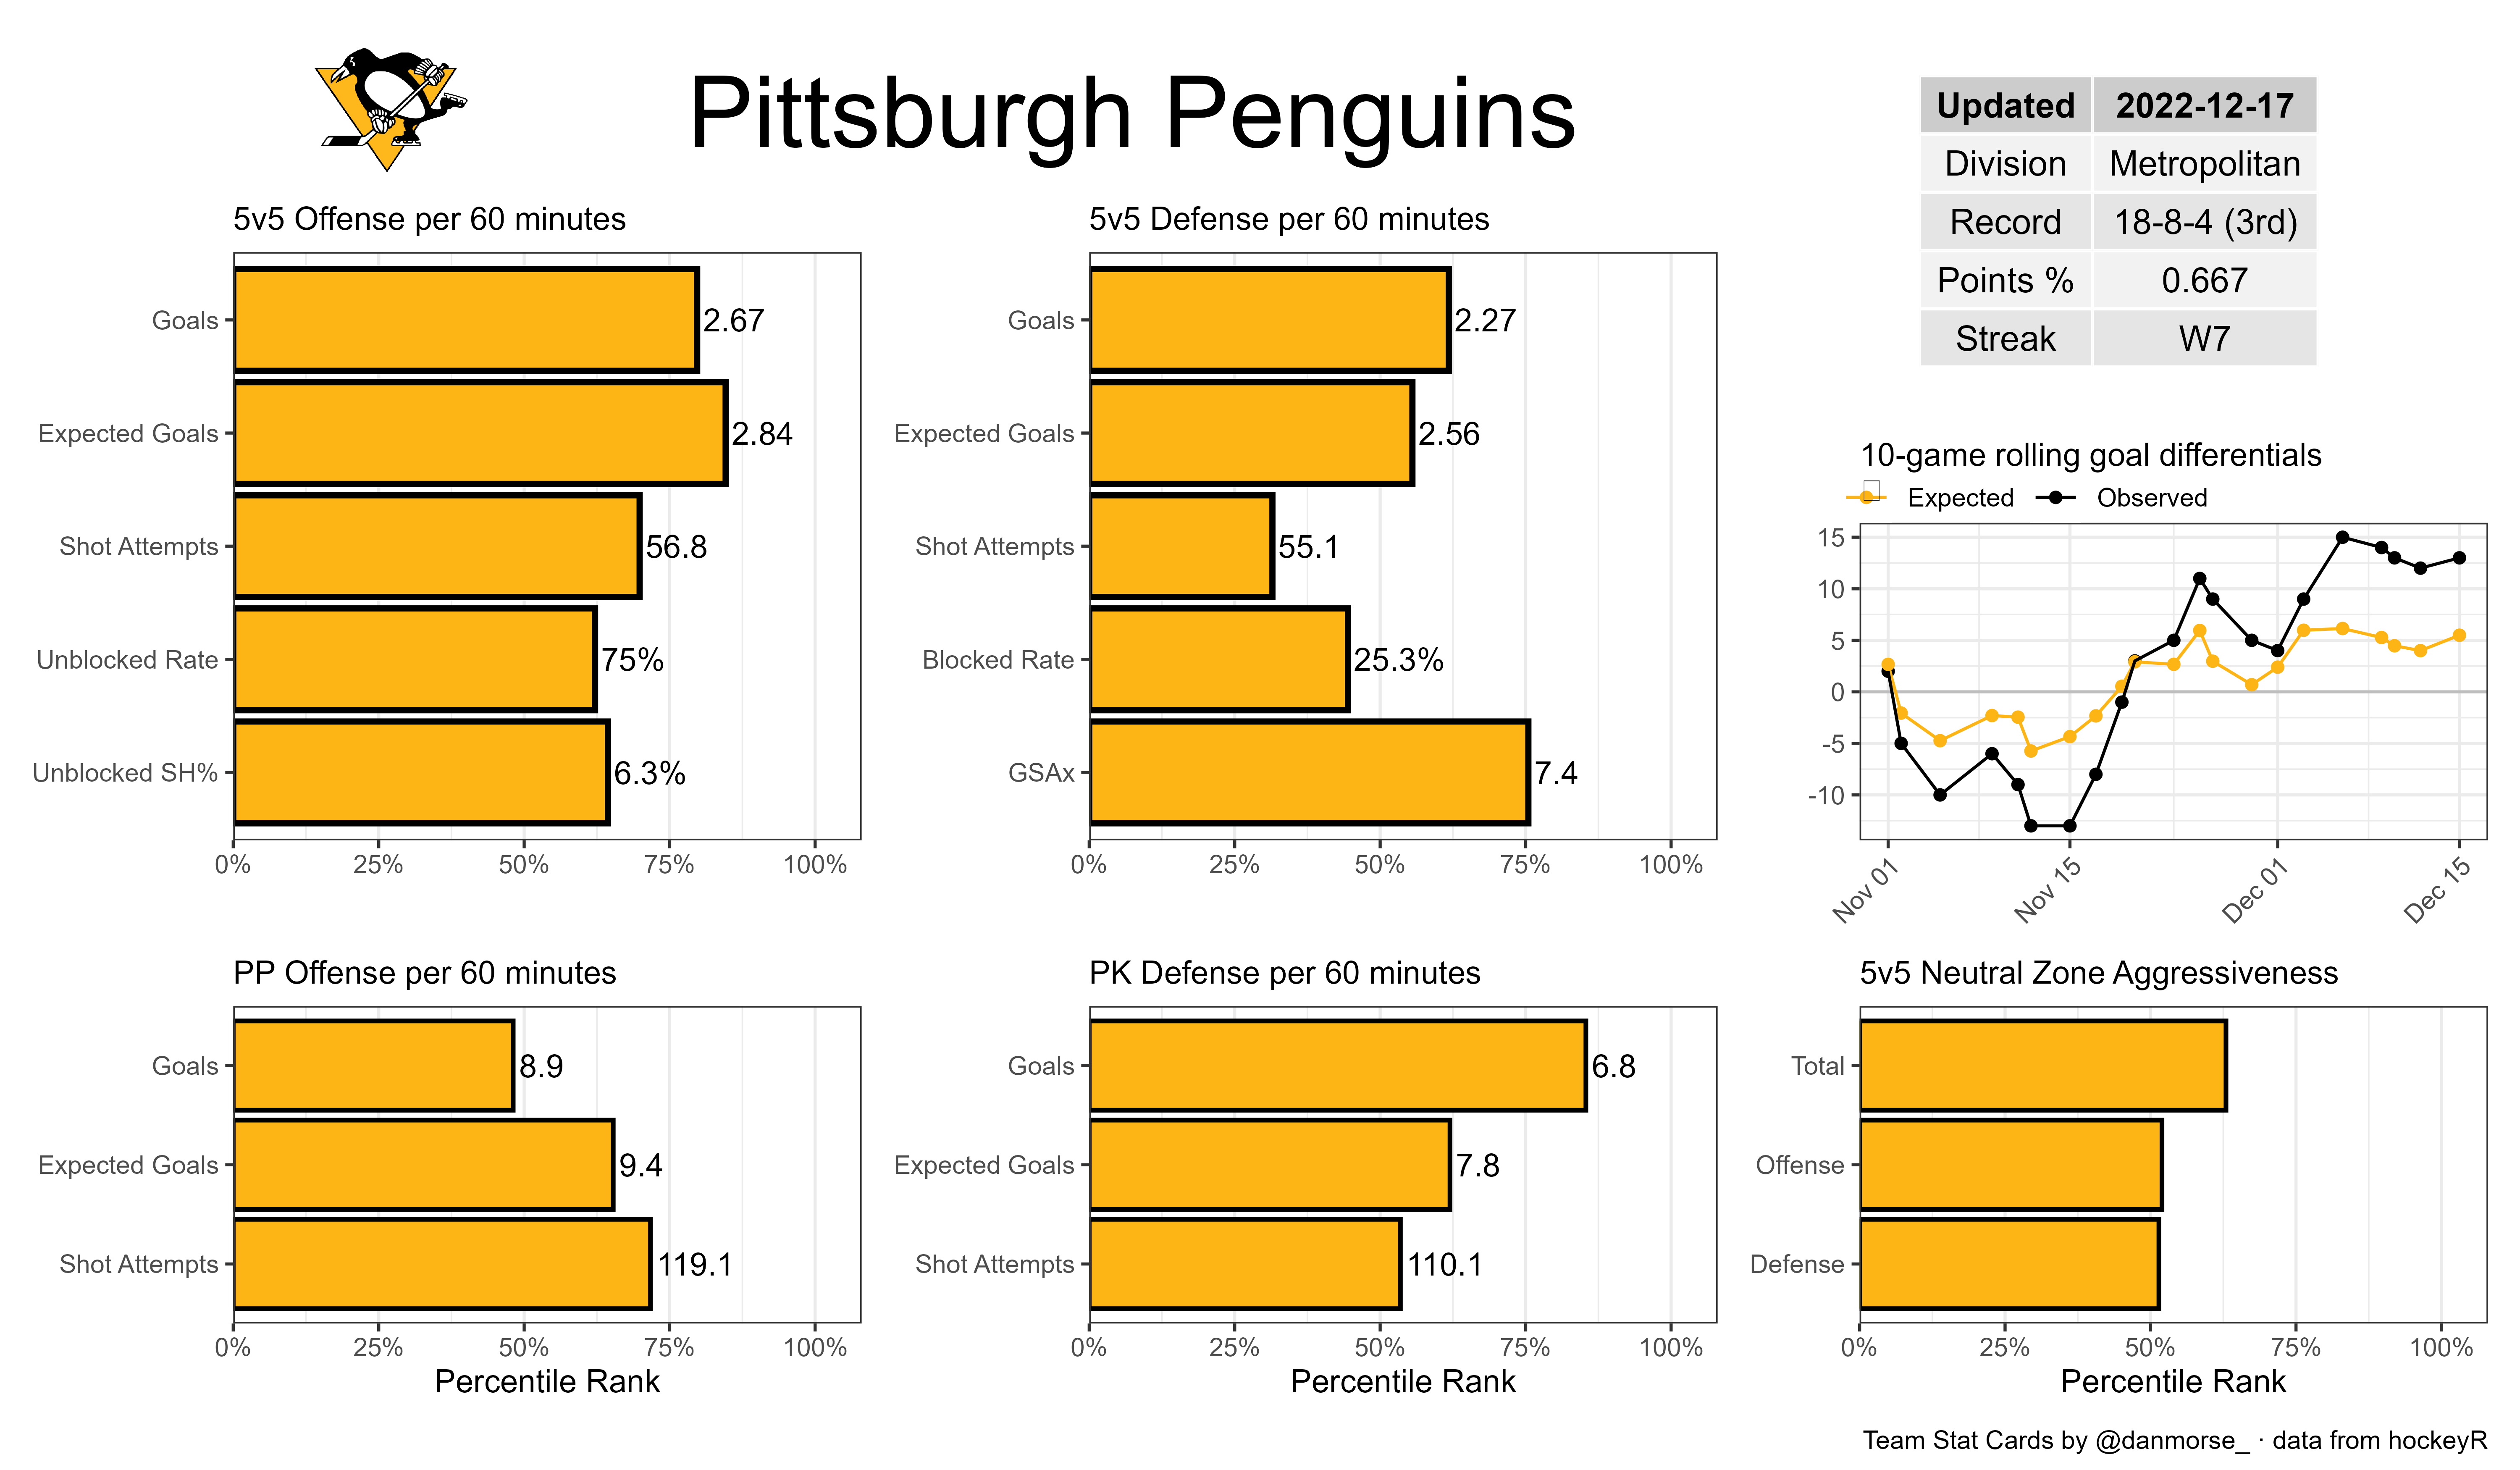 Pittsburgh Penguins
Updated 2022-12-17
Division Metropolitan
Record 18-8-4 (3rd)
Points % 0.667
Streak W7
5v5 Offense per 60 minutes
Goals 2.67
Expected Goals 2.84
Shot Attempts 56.8
Unblocked Rate 75%
Unblocked SH% 6.3%
0% 25% 50% 75% 100%
5v5 Defense per 60 minutes
Goals 2.27
Expected Goals 2.56
Shot Attempts 55.1
Blocked Rate 25.3%
GSAx 7.4
0% 25% 50% 75% 100%
10-game rolling goal differentials
Expected Observed
15
10
5
0
-5
-10
Nov 01 Nov 15 Dec 01 Dec 15
PP Offense per 60 minutes
Goals 8.9
Expected Goals 9.4
Shot Attempts 119.1
0% 25% 50% 75% 100%
Percentile Rank
PK Defense per 60 minutes
Goals 6.8
Expected Goals 7.8
Shot Attempts 110.1
0% 25% 50% 75% 100%
Percentile Rank
5v5 Neutral Zone Aggressiveness
Total
Offense
Defense
0% 25% 50% 75% 100%
Percentile Rank
Team Stat Cards by @danmorse_ · data from hockeyR